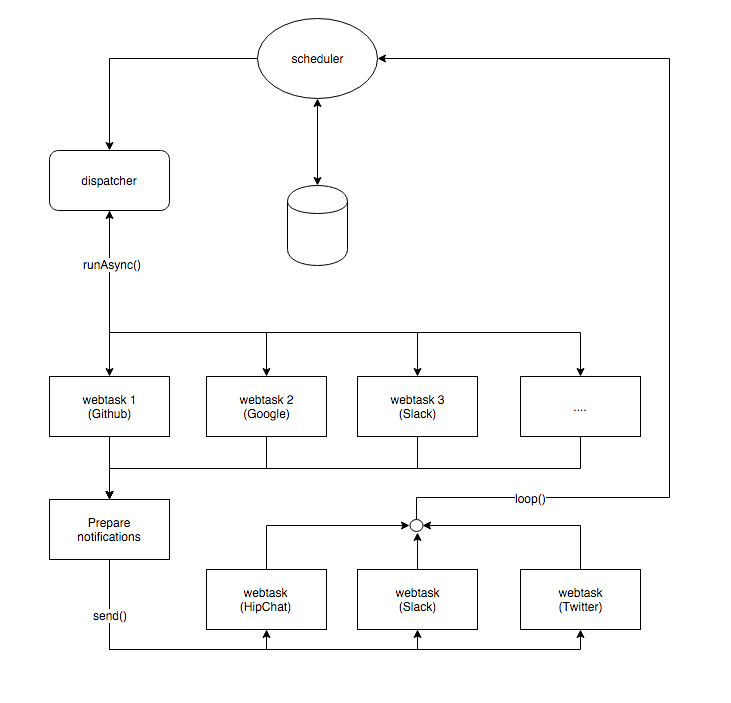 scheduler
dispatcher
runAsync()
webtask 1
(Github)
webtask 2
(Google)
webtask 3
(Slack)
....
Prepare
notifications
loop()
webtask
(HipChat)
webtask
(Slack)
webtask
(Twitter)
send()